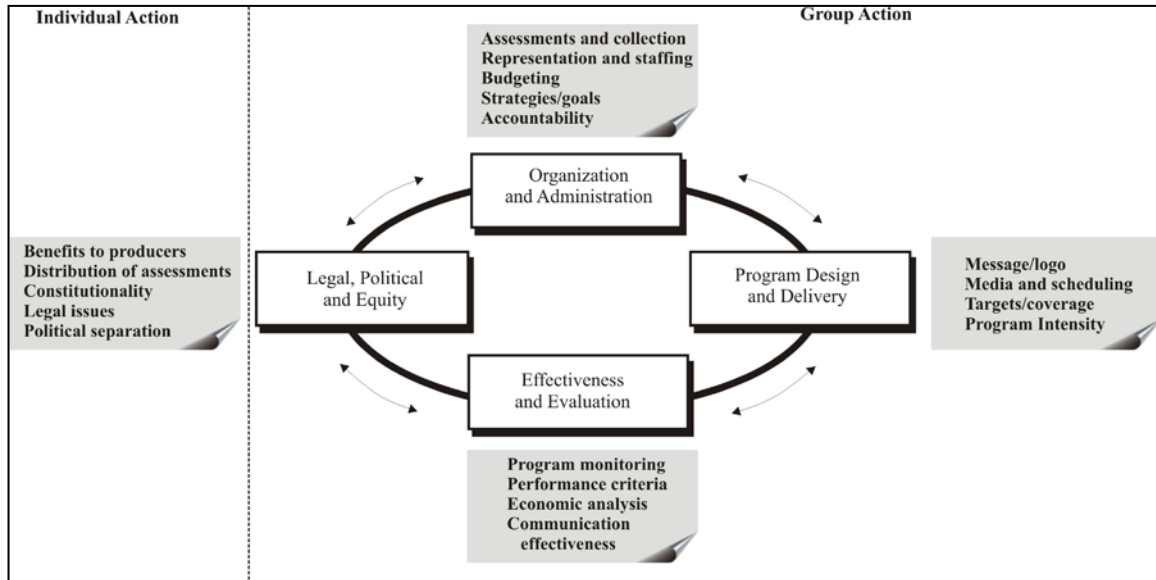 Individual Action
Group Action
Assessments and collection
Representation and staffing
Budgeting
Strategies/goals
Accountability
Organization
and Administration
Benefits to producers
Distribution of assessments
Constitutionality
Legal issues
Political separation
Legal, Political
and Equity
Program Design
and Delivery
Message/logo
Media and scheduling
Targets/coverage
Program Intensity
Effectiveness
and Evaluation
Program monitoring
Performance criteria
Economic analysis
Communication
effectiveness